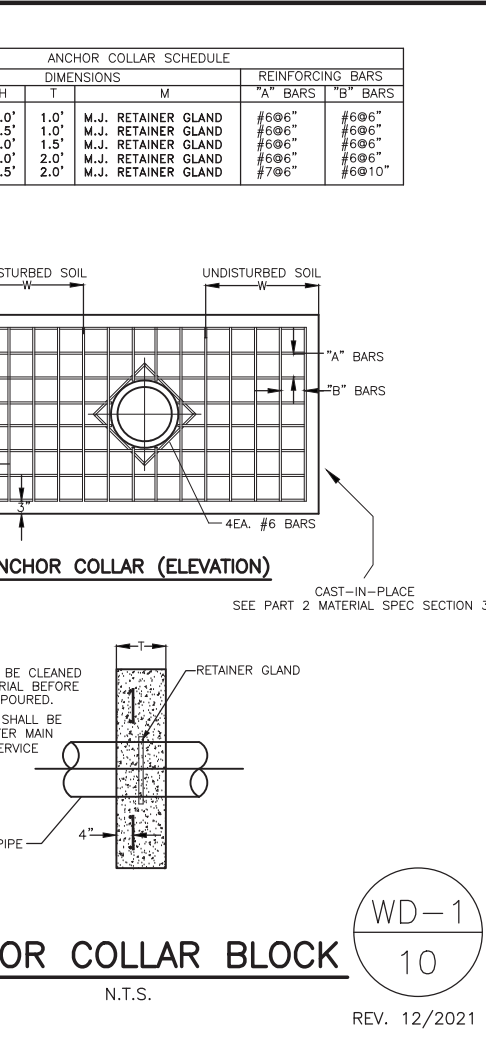 ANCHOR COLLAR SCHEDULE
DIMENSIONS REINFORCING BARS
H T M "A" BARS "B" BARS
.0' 1.0' M.J. RETAINER GLAND #6@6" #6@6"
.5' 1.0' M.J. RETAINER GLAND #6@6" #6@6"
.0' 1.5' M.J. RETAINER GLAND #6@6" #6@6"
.0' 2.0' M.J. RETAINER GLAND #6@6" #6@6"
.5' 2.0' M.J. RETAINER GLAND #7@6" #6@10"
STURBED SOIL UNDISTURBED SOIL
W W
"A" BARS
"B" BARS
3"
4EA. #6 BARS
NCHOR COLLAR (ELEVATION)
CAST-IN-PLACE
SEE PART 2 MATERIAL SPEC SECTION 3
T
BE CLEANED
RIAL BEFORE
POURED.
RETAINER GLAND
SHALL BE
TER MAIN
ERVICE
4"
PIPE
OR COLLAR BLOCK
N.T.S.
WD-1
10
REV. 12/2021